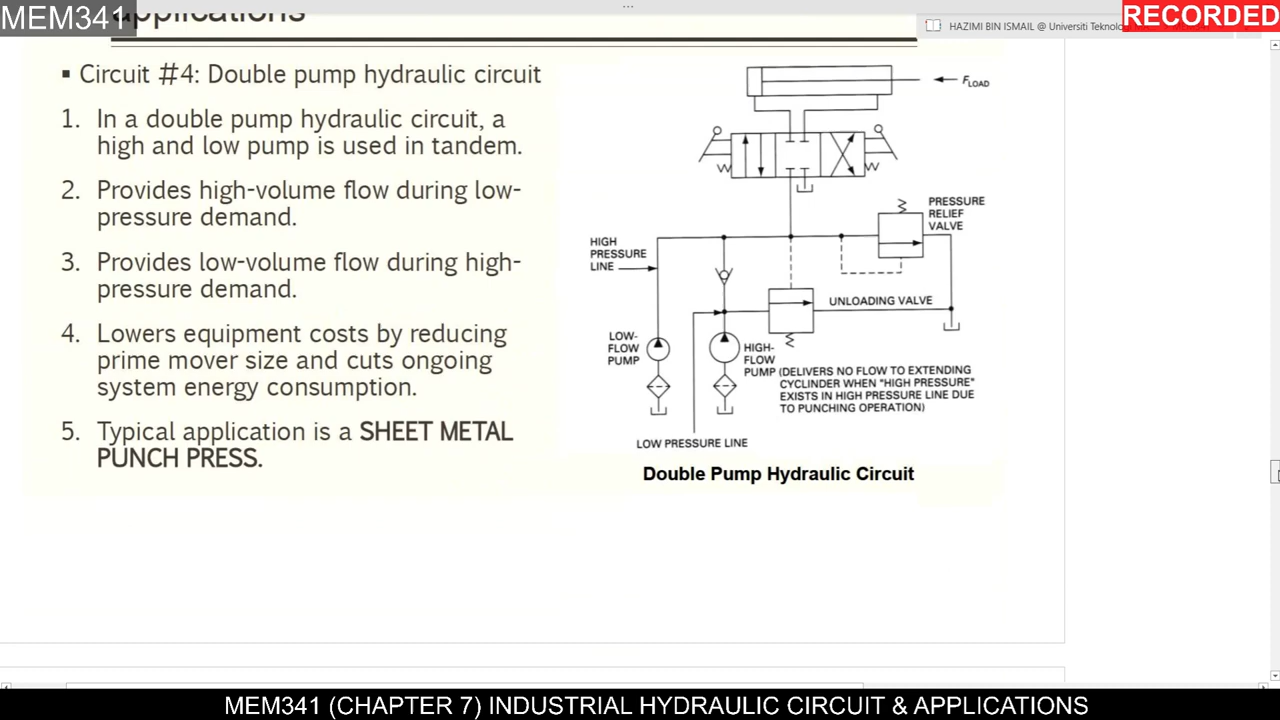 MEM341
applications
RECORDED
HAZIMI BIN ISMAIL @ Universiti Teknolog
▪ Circuit #4: Double pump hydraulic circuit
1. In a double pump hydraulic circuit, a
high and low pump is used in tandem.
2. Provides high-volume flow during low-
pressure demand.
3. Provides low-volume flow during high-
pressure demand.
4. Lowers equipment costs by reducing
prime mover size and cuts ongoing
system energy consumption.
5. Typical application is a SHEET METAL
PUNCH PRESS.
FLOAD
PRESSURE
RELIEF
VALVE
HIGH
PRESSURE
LINE
UNLOADING VALVE
LOW-
FLOW
PUMP
HIGH-
FLOW
PUMP (DELIVERS NO FLOW TO EXTENDING
CYLINDER WHEN "HIGH PRESSURE"
EXISTS IN HIGH PRESSURE LINE DUE
TO PUNCHING OPERATION)
LOW PRESSURE LINE
Double Pump Hydraulic Circuit
MEM341 (CHAPTER 7) INDUSTRIAL HYDRAULIC CIRCUIT & APPLICATIONS